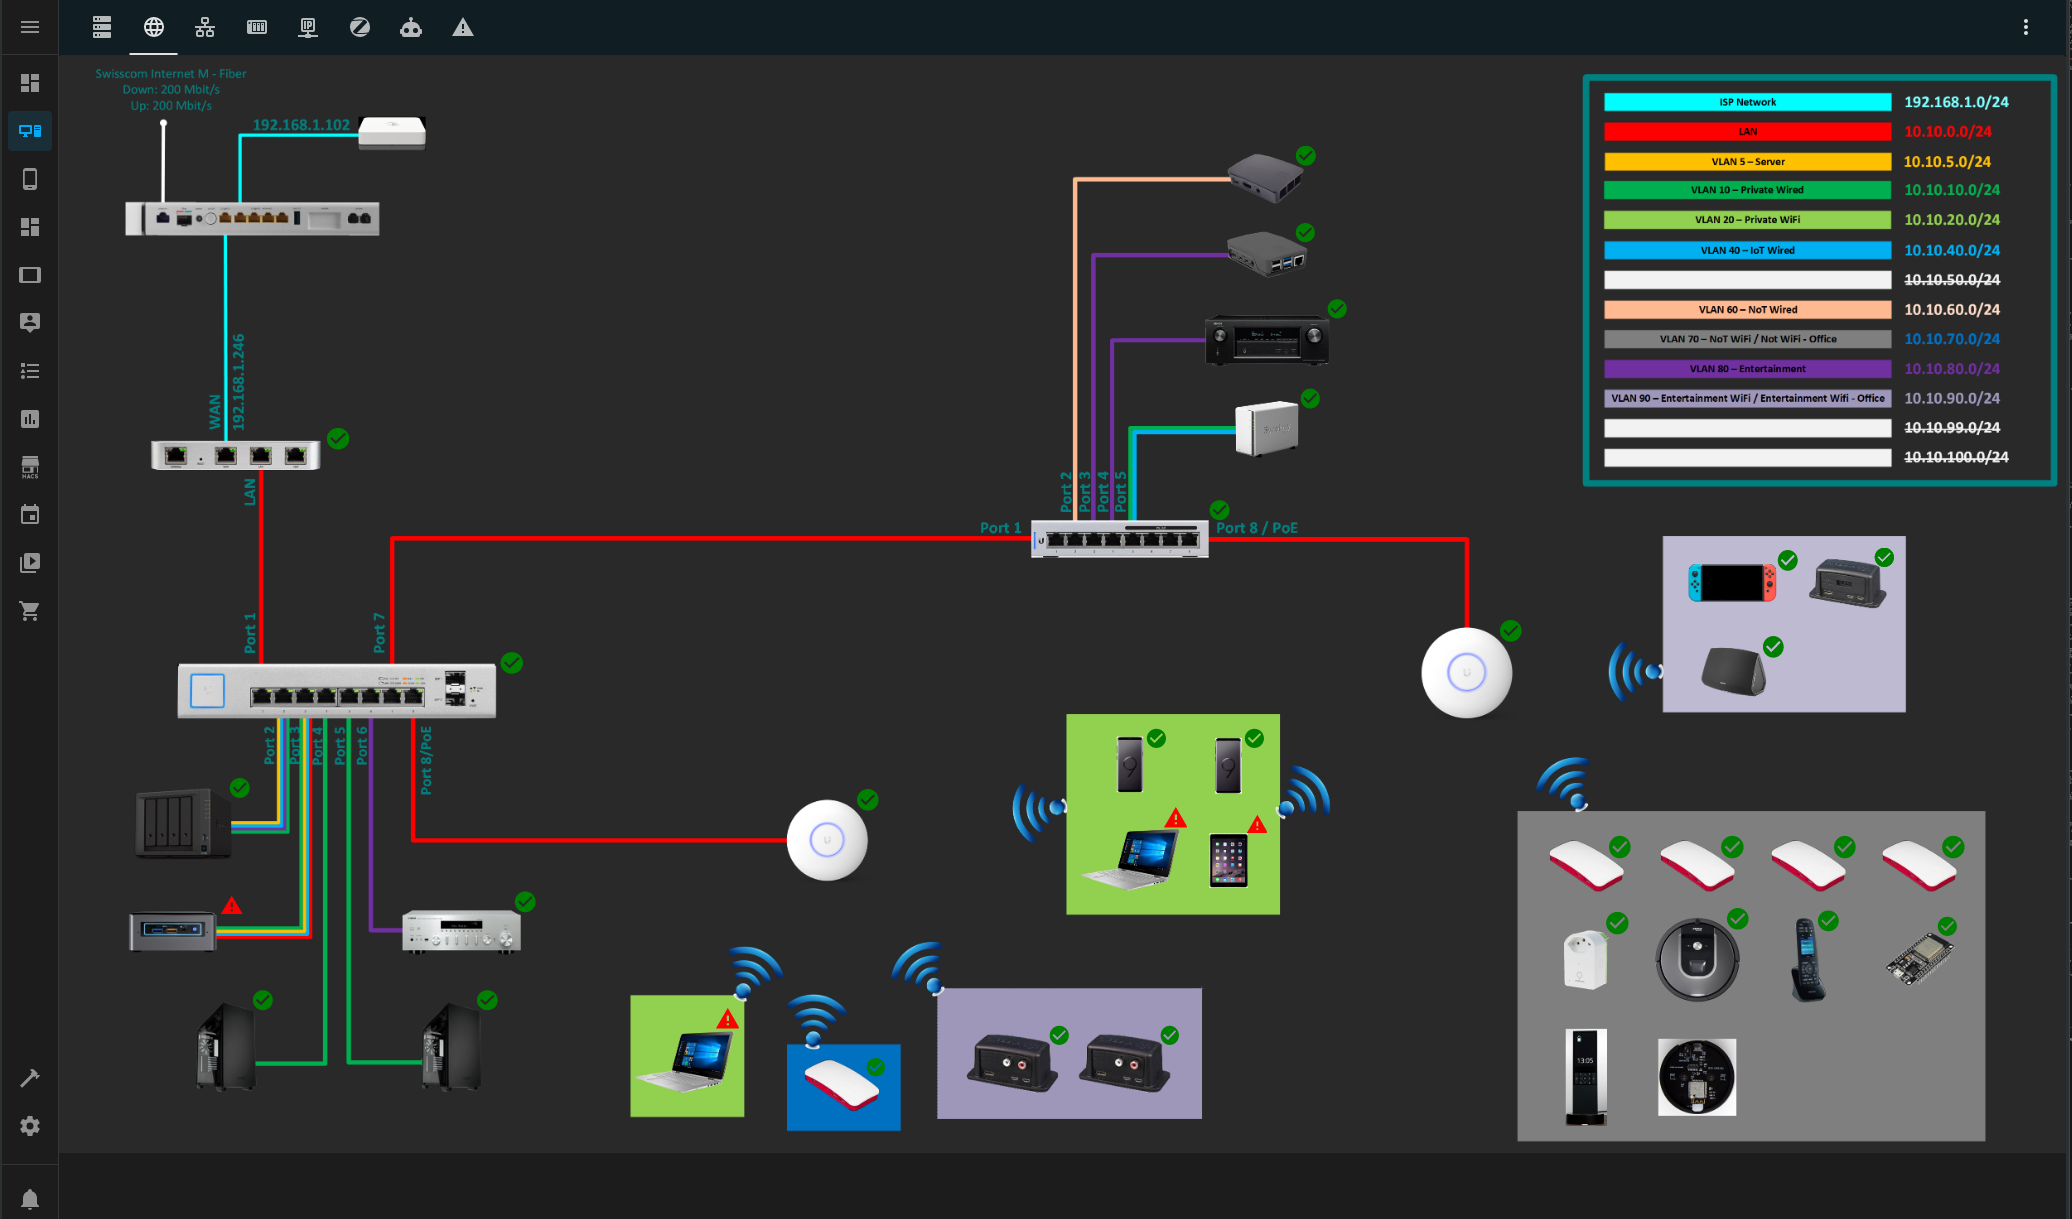 HACS
Swisscom Internet M - Fiber
Down: 200 Mbit/s
Up: 200 Mbit/s
192.168.1.102
192.168.1.246
WAN
LAN
Port 1
Port 7
Port 2
Port 3
Port 4
Port 5
Port 6
Port 8/PoE
Port 2
Port 3
Port 4
Port 5
Port 1
Port 8 / PoE
ISP Network 192.168.1.0/24
LAN 10.10.0.0/24
VLAN 5 – Server 10.10.5.0/24
VLAN 10 – Private Wired 10.10.10.0/24
VLAN 20 – Private WiFi 10.10.20.0/24
VLAN 40 – IoT Wired 10.10.40.0/24
10.10.50.0/24
VLAN 60 – NoT Wired 10.10.60.0/24
VLAN 70 – NoT WiFi / Not WiFi - Office 10.10.70.0/24
VLAN 80 – Entertainment 10.10.80.0/24
VLAN 90 – Entertainment WiFi / Entertainment Wifi - Office 10.10.90.0/24
10.10.99.0/24
10.10.100.0/24
13:05